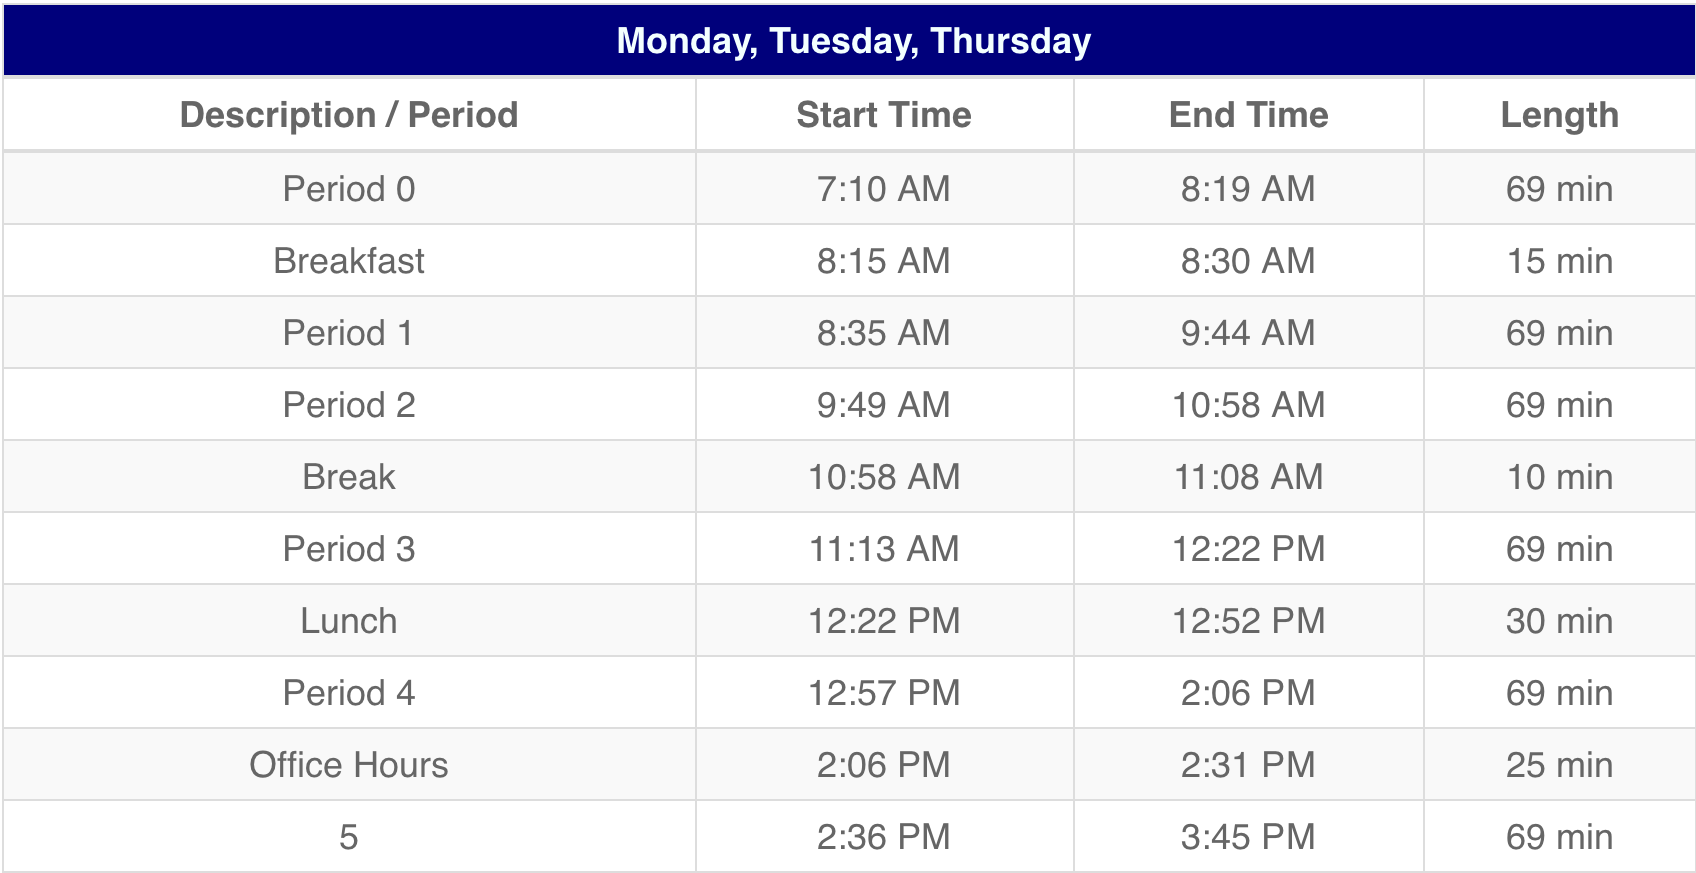 Monday, Tuesday, Thursday
Description / Period Start Time End Time Length
Period 0 7:10 AM 8:19 AM 69 min
Breakfast 8:15 AM 8:30 AM 15 min
Period 1 8:35 AM 9:44 AM 69 min
Period 2 9:49 AM 10:58 AM 69 min
Break 10:58 AM 11:08 AM 10 min
Period 3 11:13 AM 12:22 PM 69 min
Lunch 12:22 PM 12:52 PM 30 min
Period 4 12:57 PM 2:06 PM 69 min
Office Hours 2:06 PM 2:31 PM 25 min
5 2:36 PM 3:45 PM 69 min